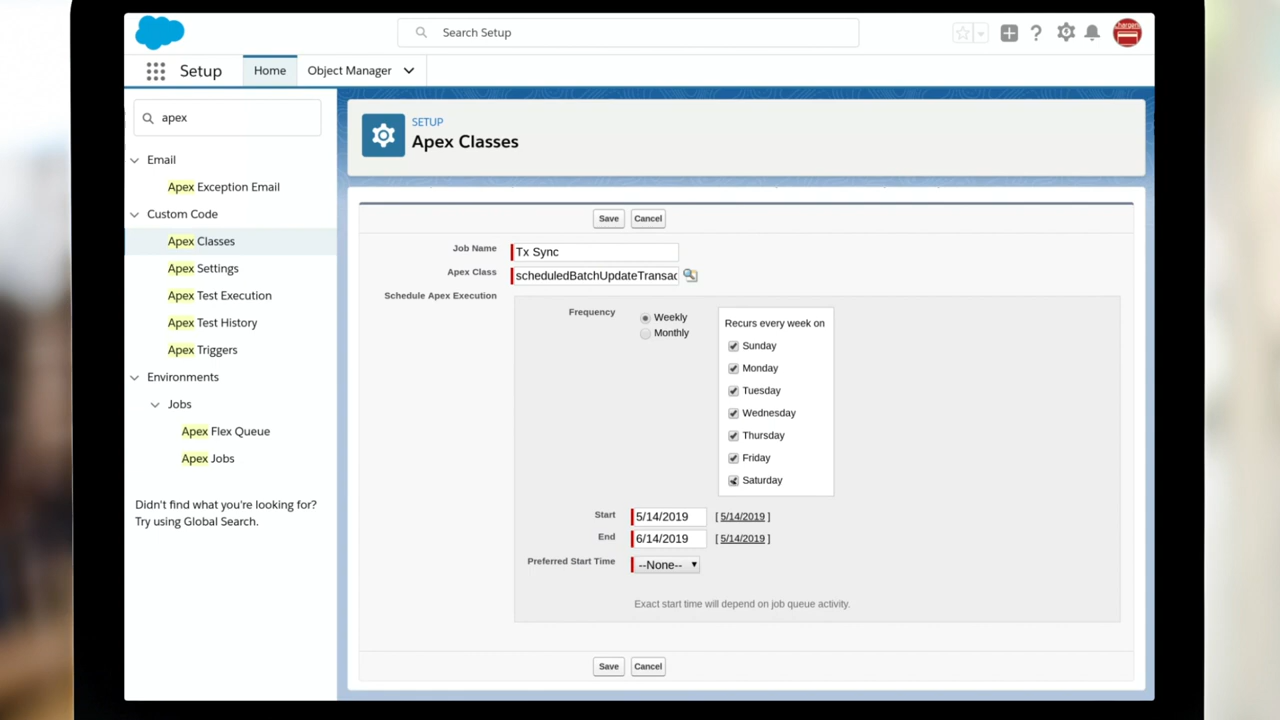 Search Setup
Chargent
Setup
Home
Object Manager
apex
Email
Apex Exception Email
Custom Code
Apex Classes
Apex Settings
Apex Test Execution
Apex Test History
Apex Triggers
Environments
Jobs
Apex Flex Queue
Apex Jobs
Didn't find what you're looking for?
Try using Global Search.
SETUP
Apex Classes
Save Cancel
Job Name Tx Sync
Apex Class scheduledBatchUpdateTransac
Schedule Apex Execution
Frequency
Weekly
Monthly
Recurs every week on
Sunday
Monday
Tuesday
Wednesday
Thursday
Friday
Saturday
Start 5/14/2019 [ 5/14/2019 ]
End 6/14/2019 [ 5/14/2019 ]
Preferred Start Time --None--
Exact start time will depend on job queue activity.
Save Cancel